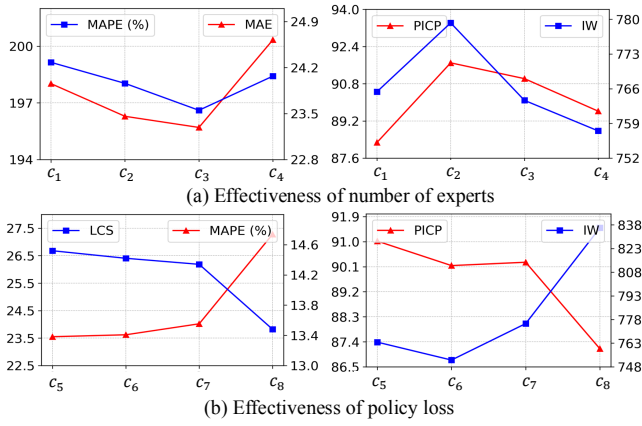 MAPE (%) MAE PICP IW
200 197 194
24.9 24.2 23.5 22.8
94.0 92.4 90.8 89.2 87.6
780 773 766 759 752
c1 c2 c3 c4 c1 c2 c3 c4
(a) Effectiveness of number of experts
LCS MAPE (%) PICP IW
27.5 26.5 25.5 24.5 23.5 22.5
14.6 14.2 13.8 13.4 13.0
91.9 91.0 90.1 89.2 88.3 87.4 86.5
838 823 808 793 778 763 748
c5 c6 c7 c8 c5 c6 c7 c8
(b) Effectiveness of policy loss